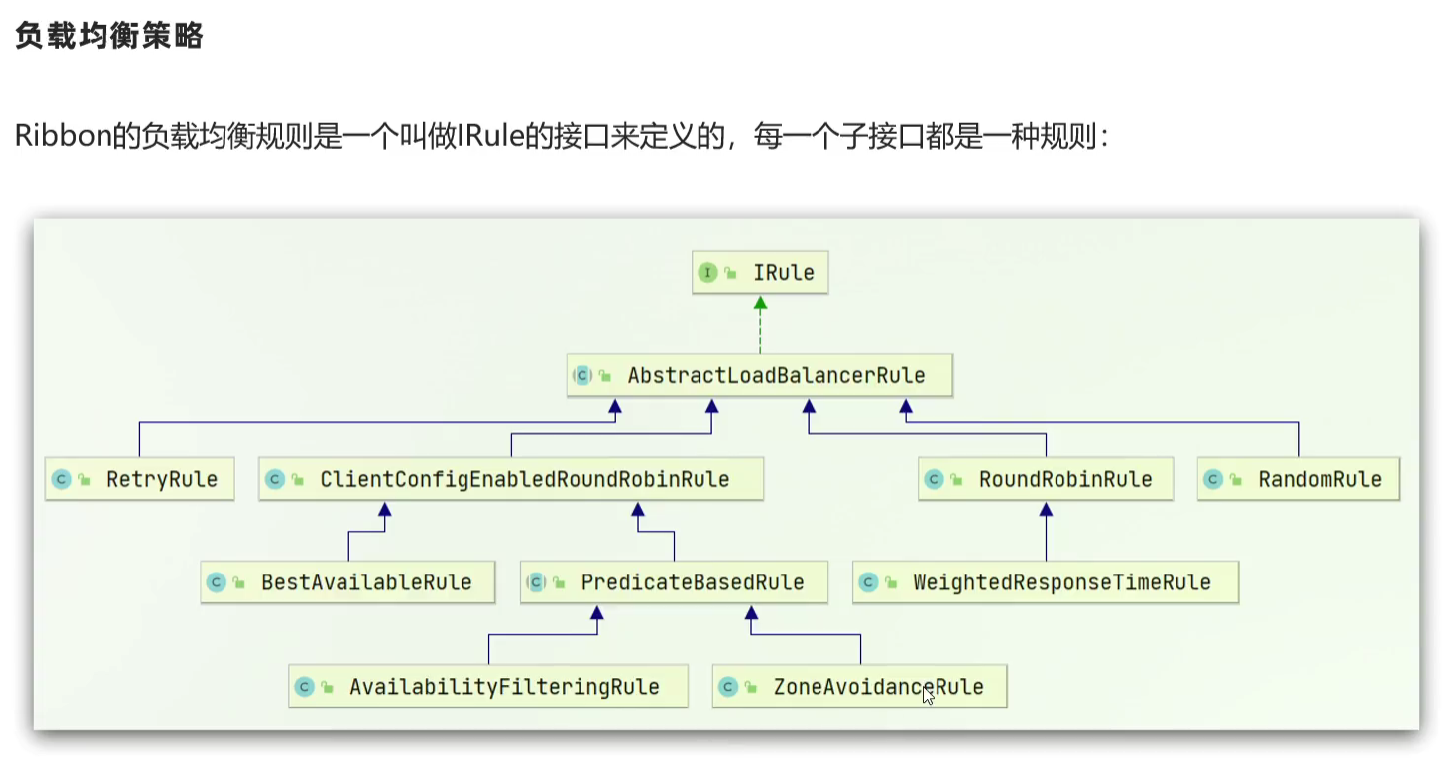 负载均衡策略
Ribbon的负载均衡规则是一个叫做IRule的接口来定义的，每一个子接口都是一种规则：
I IRule
C AbstractLoadBalancerRule
C RetryRule C ClientConfigEnabledRoundRobinRule C RoundRobinRule C RandomRule
C BestAvailableRule C PredicateBasedRule C WeightedResponseTimeRule
C AvailabilityFilteringRule C ZoneAvoidanceRule